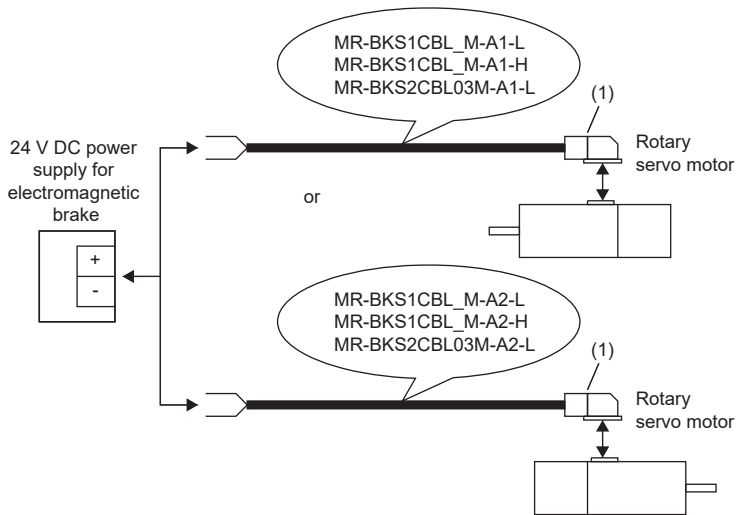 MR-BKS1CBL_M-A1-L
MR-BKS1CBL_M-A1-H
MR-BKS2CBL03M-A1-L
(1)
Rotary
servo motor
24 V DC power
supply for
electromagnetic
brake
or
+
-
MR-BKS1CBL_M-A2-L
MR-BKS1CBL_M-A2-H
MR-BKS2CBL03M-A2-L
(1)
Rotary
servo motor